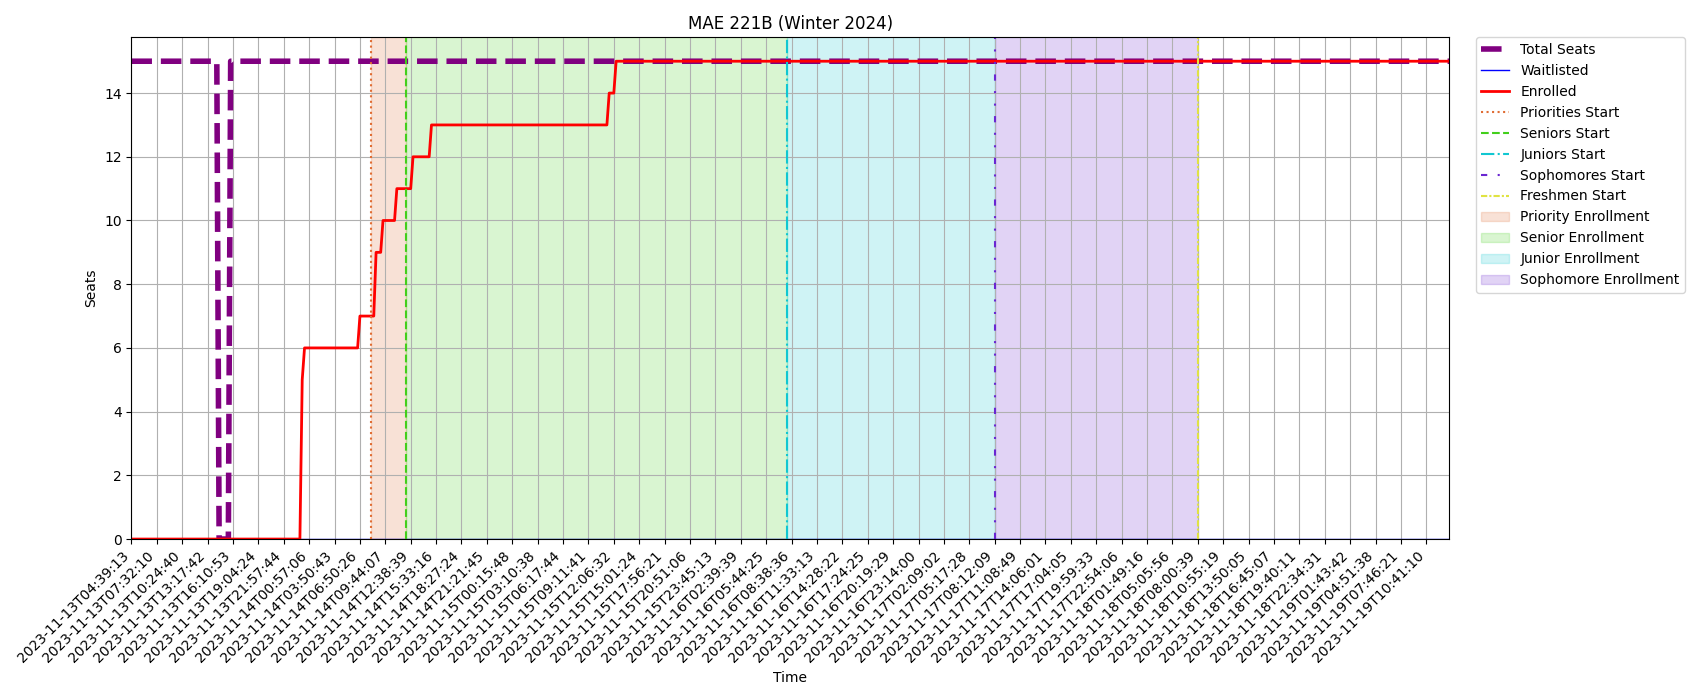 MAE 221B (Winter 2024)
Total Seats
Waitlisted
Enrolled
Priorities Start
Seniors Start
Juniors Start
Sophomores Start
Freshmen Start
Priority Enrollment
Senior Enrollment
Junior Enrollment
Sophomore Enrollment
Seats
14
12
10
8
6
4
2
0
2023-11-13T04:39:13
2023-11-13T07:32:10
2023-11-13T10:24:40
2023-11-13T13:17:42
2023-11-13T16:10:53
2023-11-13T19:04:24
2023-11-13T21:57:44
2023-11-14T00:57:06
2023-11-14T03:50:43
2023-11-14T06:50:26
2023-11-14T09:44:07
2023-11-14T12:38:39
2023-11-14T15:33:16
2023-11-14T18:27:24
2023-11-14T21:21:45
2023-11-15T00:15:48
2023-11-15T03:10:38
2023-11-15T06:17:44
2023-11-15T09:11:41
2023-11-15T12:06:32
2023-11-15T15:01:24
2023-11-15T17:56:21
2023-11-15T20:51:06
2023-11-15T23:45:13
2023-11-16T02:39:39
2023-11-16T05:44:25
2023-11-16T08:38:36
2023-11-16T11:33:13
2023-11-16T14:28:22
2023-11-16T17:24:25
2023-11-16T20:19:29
2023-11-16T23:14:00
2023-11-17T02:09:02
2023-11-17T05:17:28
2023-11-17T08:12:09
2023-11-17T11:08:49
2023-11-17T14:06:01
2023-11-17T17:04:05
2023-11-17T19:59:33
2023-11-17T22:54:06
2023-11-18T01:49:16
2023-11-18T05:05:56
2023-11-18T08:00:39
2023-11-18T10:55:19
2023-11-18T13:50:05
2023-11-18T16:45:07
2023-11-18T19:40:11
2023-11-18T22:34:31
2023-11-19T01:43:42
2023-11-19T04:51:38
2023-11-19T07:46:21
2023-11-19T10:41:10
Time